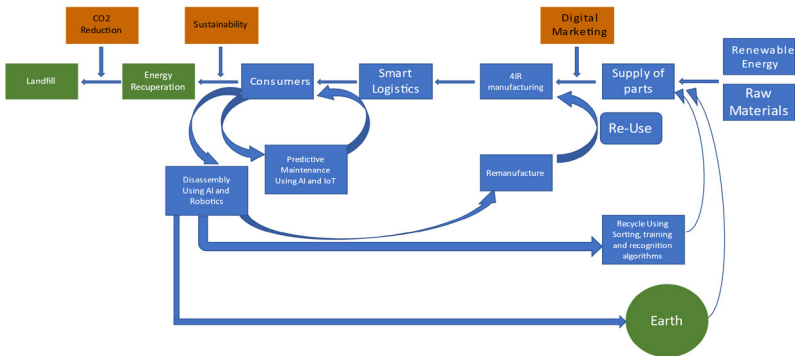 CO2
Reduction
Sustainability
Digital
Marketing
Renewable
Energy
Landfill
Energy
Recuperation
Consumers
Smart
Logistics
4IR
manufacturing
Supply of
parts
Raw
Materials
Re-Use
Predictive
Maintenance
Using AI and IoT
Disassembly
Using AI and
Robotics
Remanufacture
Recycle Using
Sorting, training
and recognition
algorithms
Earth